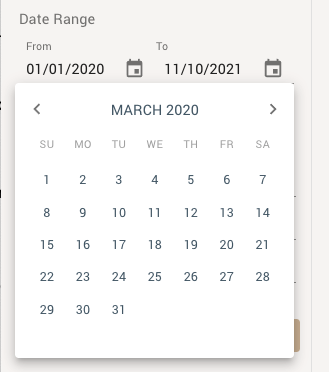 Date Range
From To
01/01/2020 11/10/2021
MARCH 2020
SU MO TU WE TH FR SA
1 2 3 4 5 6 7
8 9 10 11 12 13 14
15 16 17 18 19 20 21
22 23 24 25 26 27 28
29 30 31